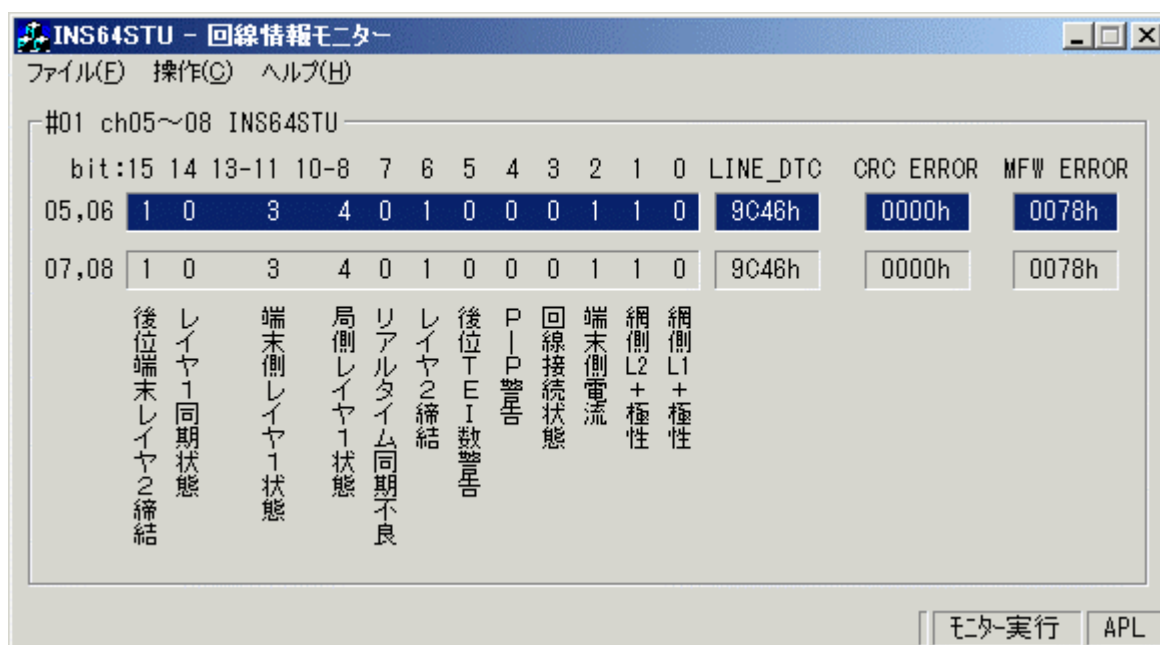 INS64STU - 回線情報モニター
ファイル(F) 操作(C) ヘルプ(H)
#01 ch05～08 INS64STU
bit:15 14 13-11 10-8 7 6 5 4 3 2 1 0 LINE_DTC CRC ERROR MFW ERROR
05,06 1 0 3 4 0 1 0 0 0 1 1 0 9C46h 0000h 0078h
07,08 1 0 3 4 0 1 0 0 0 1 1 0 9C46h 0000h 0078h
後位端末レイヤ2締結
レイヤ1同期状態
端末側レイヤ1状態
局側レイヤ1状態
リアルタイム同期不良
レイヤ2締結
後位TEI数警告
P-P警告
回線接続状態
端末側電流
網側L2+極性
網側L1+極性
モニター実行 APL